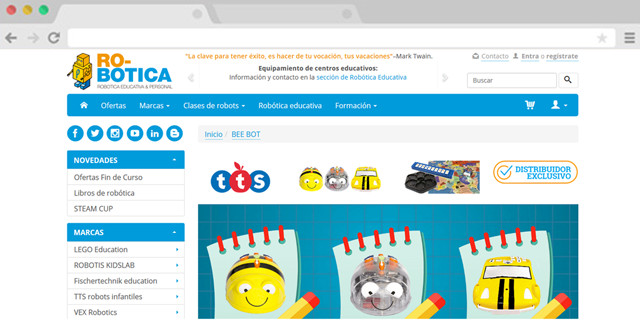 RO-
BOTICA
ROBOTICA EDUCATIVA & PERSONAL
"La clave para tener éxito, es hacer de tu vocación, tus vacaciones" –Mark Twain.
Equipamiento de centros educativos:
Información y contacto en la sección de Robótica Educativa
Contacto Entra o regístrate
Buscar
Ofertas Marcas Clases de robots Robótica educativa Formación
Inicio / BEE BOT
NOVEDADES
Ofertas Fin de Curso
Libros de robótica
STEAM CUP
MARCAS
LEGO Education
ROBOTIS KIDSLAB
Fischertechnik education
TTS robots infantiles
VEX Robotics
tts
DISTRIBUIDOR
EXCLUSIVO